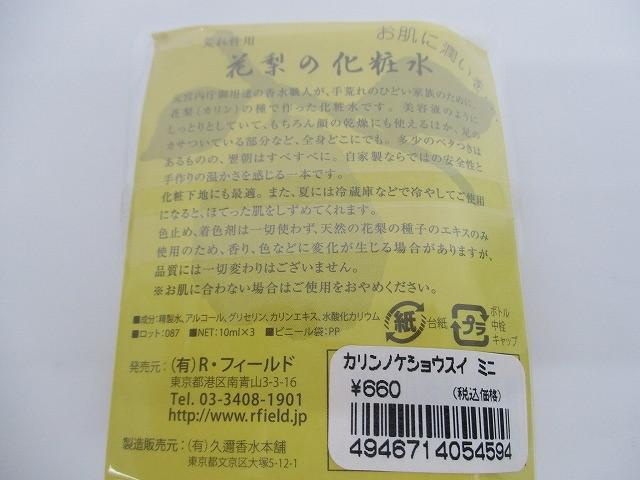 荒れ性用
お肌に潤いを
花梨の化粧水
元宮内庁御用達の香水職人が、手荒れのひどい家族のために、
花梨(カリン)の種で作った化粧水です。美容液のように
しっとりとしていて、もちろん顔の乾燥にも使えるほか、足の
カサついている部分など、全身どこにでも。多少のベタつきは
あるものの、翌朝はすべすべに。自家製ならではの安全性と
手作りの温かさを感じる一本です。
化粧下地にも最適。また、夏には冷蔵庫などで冷やしてご使用
になると、ほてった肌をしずめてくれます。
色止め、着色剤は一切使わず、天然の花梨の種子のエキスのみ
使用のため、香り、色などに変化が生じる場合がありますが、
品質には一切変わりはございません。
※お肌に合わない場合はご使用をおやめください。
■成分：精製水、アルコール、グリセリン、カリンエキス、水酸化カリウム
■ロット：087 ■NET：10ml×3 ■ビニール袋：PP
紙 台紙
プラ ボトル
中栓
キャップ
発売元：(有)R・フィールド
東京都港区南青山3-3-16
Tel. 03-3408-1901
http://www.rfield.jp
製造販売元：(有)久邇香水本舗
東京都文京区大塚5-12-1
カリンノケショウスイ ミニ
¥660 (税込価格)
4946714054594